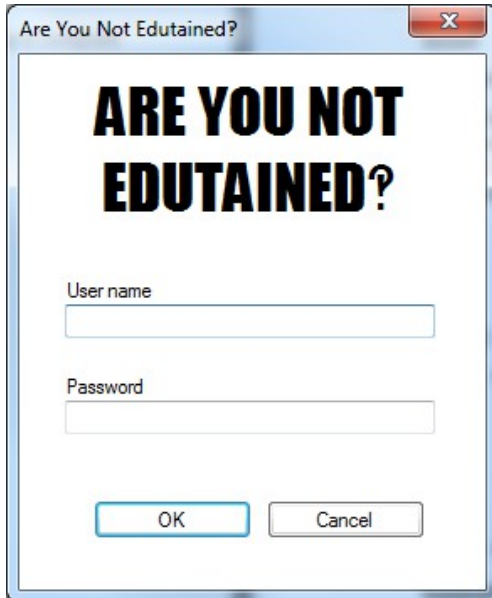 Are You Not Edutained?
X
ARE YOU NOT
EDUTAINED‽
User name
Password
OK
Cancel